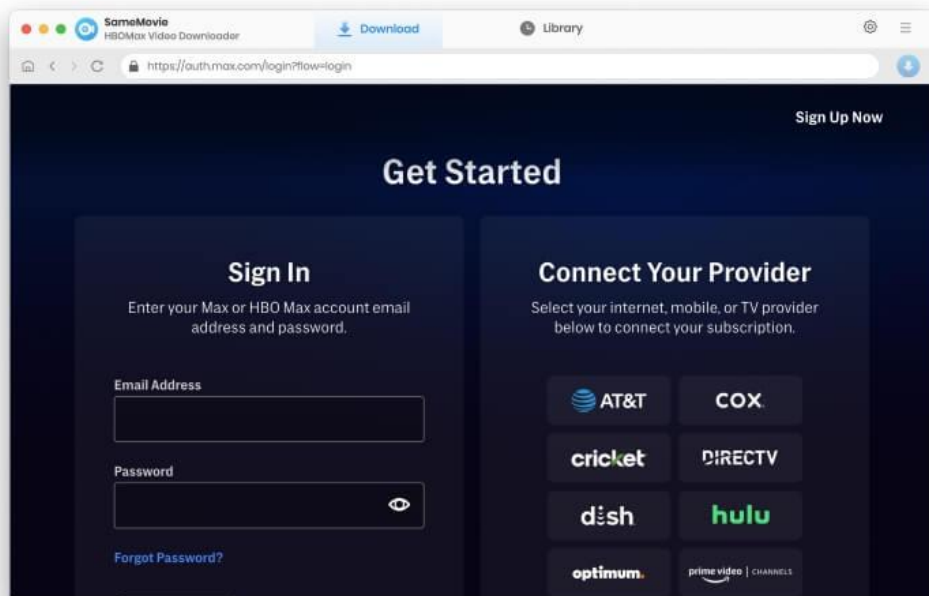 SameMovie
HBOMax Video Downloader
Download
Library
https://auth.max.com/login?flow=login
Sign Up Now
Get Started
Sign In
Enter your Max or HBO Max account email
address and password.
Email Address
Password
Forgot Password?
Connect Your Provider
Select your internet, mobile, or TV provider
below to connect your subscription.
AT&T
COX
cricket
DIRECTV
dish
hulu
optimum.
prime video | CHANNELS